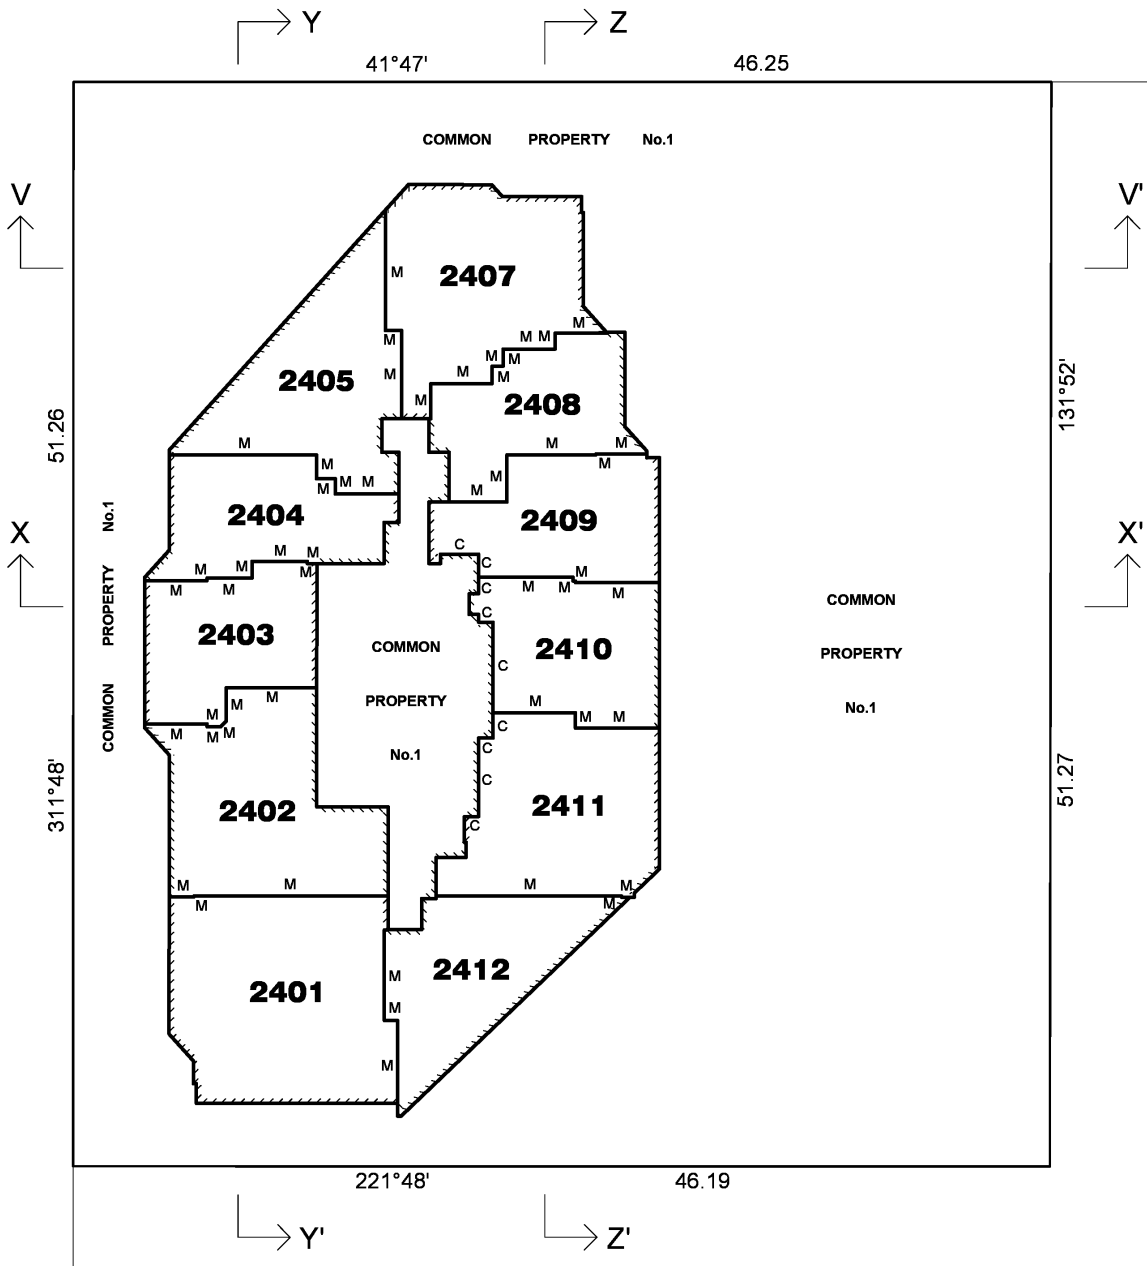 Y
Z
41°47'
46.25
COMMON PROPERTY No.1
V
V'
M
2407
M
M M
M
M M
M
M
M
2405
M
M
2408
131°52'
51.26
M
M
M
M
M
M M
M
M
M
2404
2409
COMMON PROPERTY No.1
X
X'
C
M
M
M
C
M
M
M
M
C
M
M
M
COMMON
C
2403
COMMON
2410
PROPERTY
C
PROPERTY
M
M
M
No.1
M
M
M
C
M
M
M
C
No.1
C
51.27
311°48'
2402
2411
C
M
M
M
M
M
M
2412
M
2401
M
M
221°48'
46.19
Y'
Z'